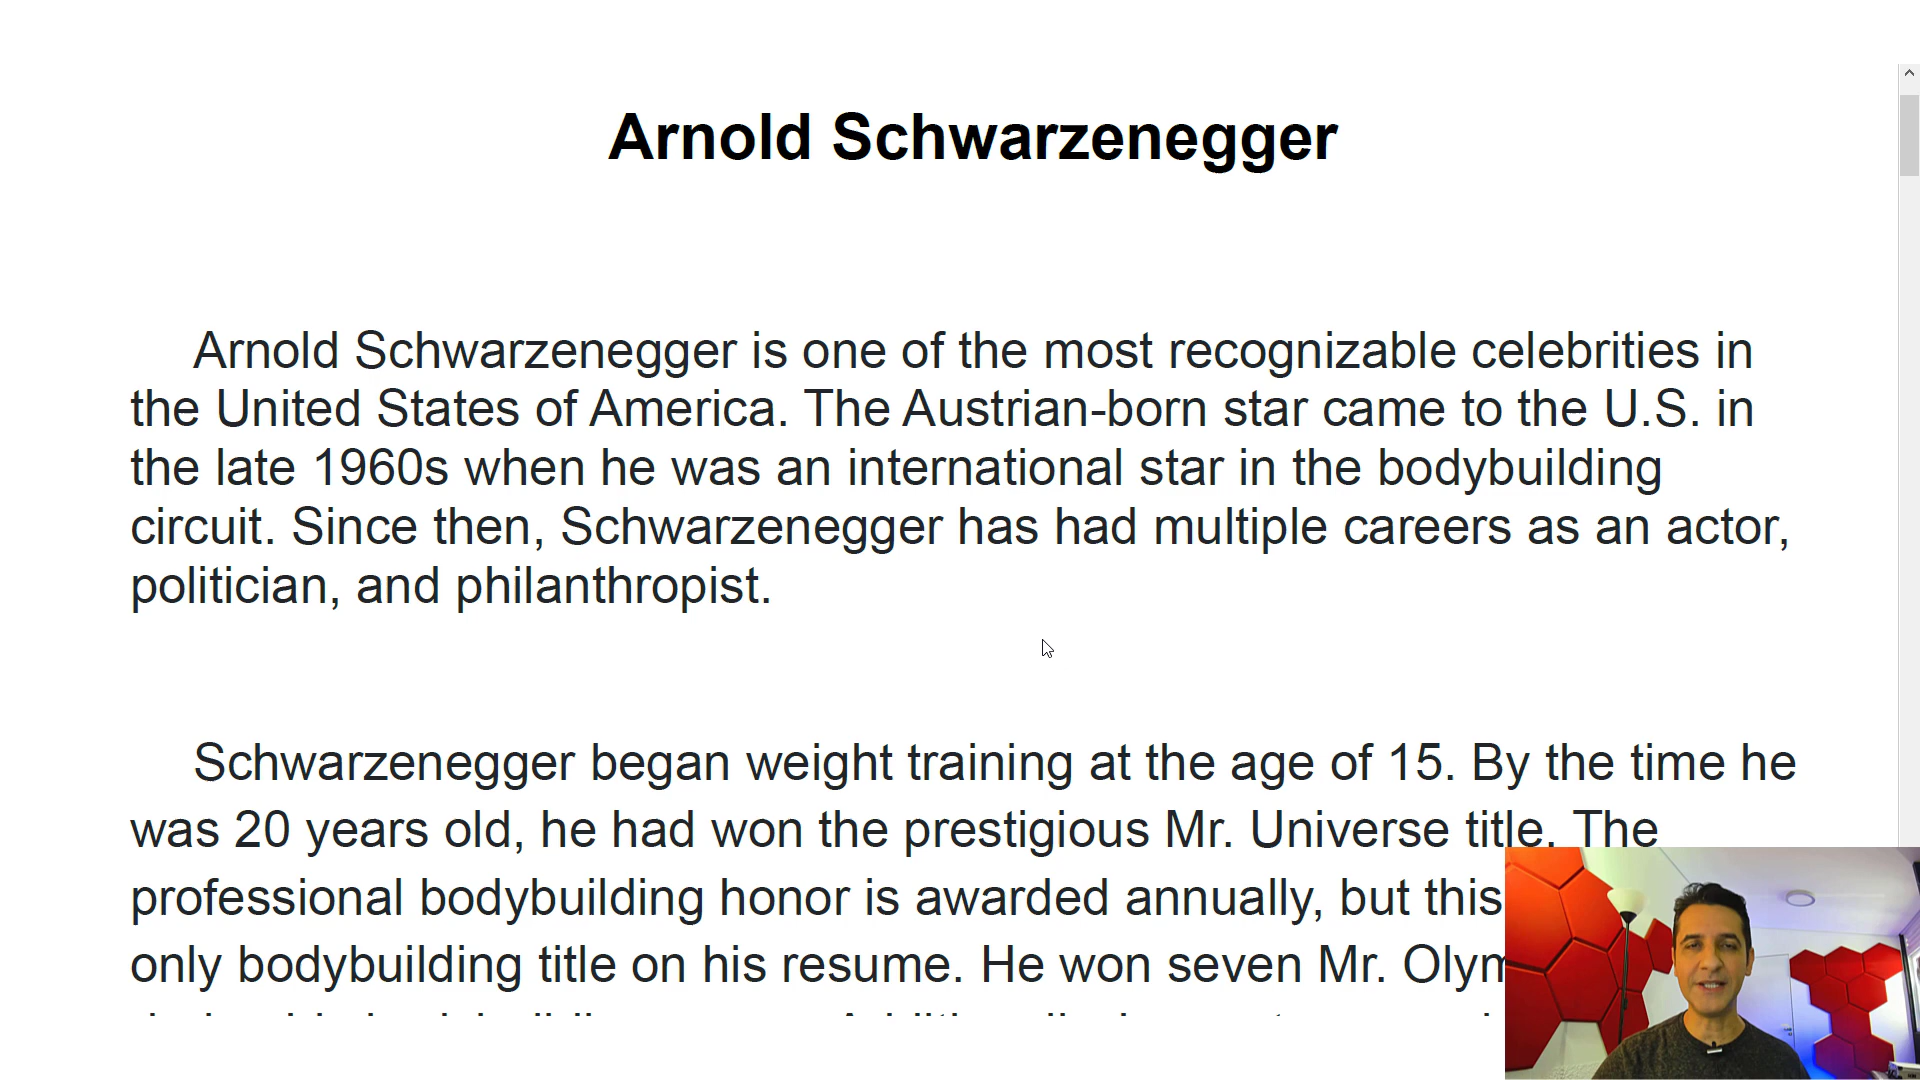 Arnold Schwarzenegger
Arnold Schwarzenegger is one of the most recognizable celebrities in
the United States of America. The Austrian-born star came to the U.S. in
the late 1960s when he was an international star in the bodybuilding
circuit. Since then, Schwarzenegger has had multiple careers as an actor,
politician, and philanthropist.
Schwarzenegger began weight training at the age of 15. By the time he
was 20 years old, he had won the prestigious Mr. Universe title. The
professional bodybuilding honor is awarded annually, but this
only bodybuilding title on his resume. He won seven Mr.